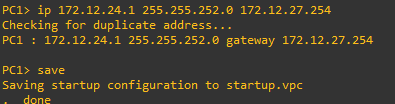 PC1> ip 172.12.24.1 255.255.252.0 172.12.27.254
Checking for duplicate address...
PC1 : 172.12.24.1 255.255.252.0 gateway 172.12.27.254
PC1> save
Saving startup configuration to startup.vpc
.  done